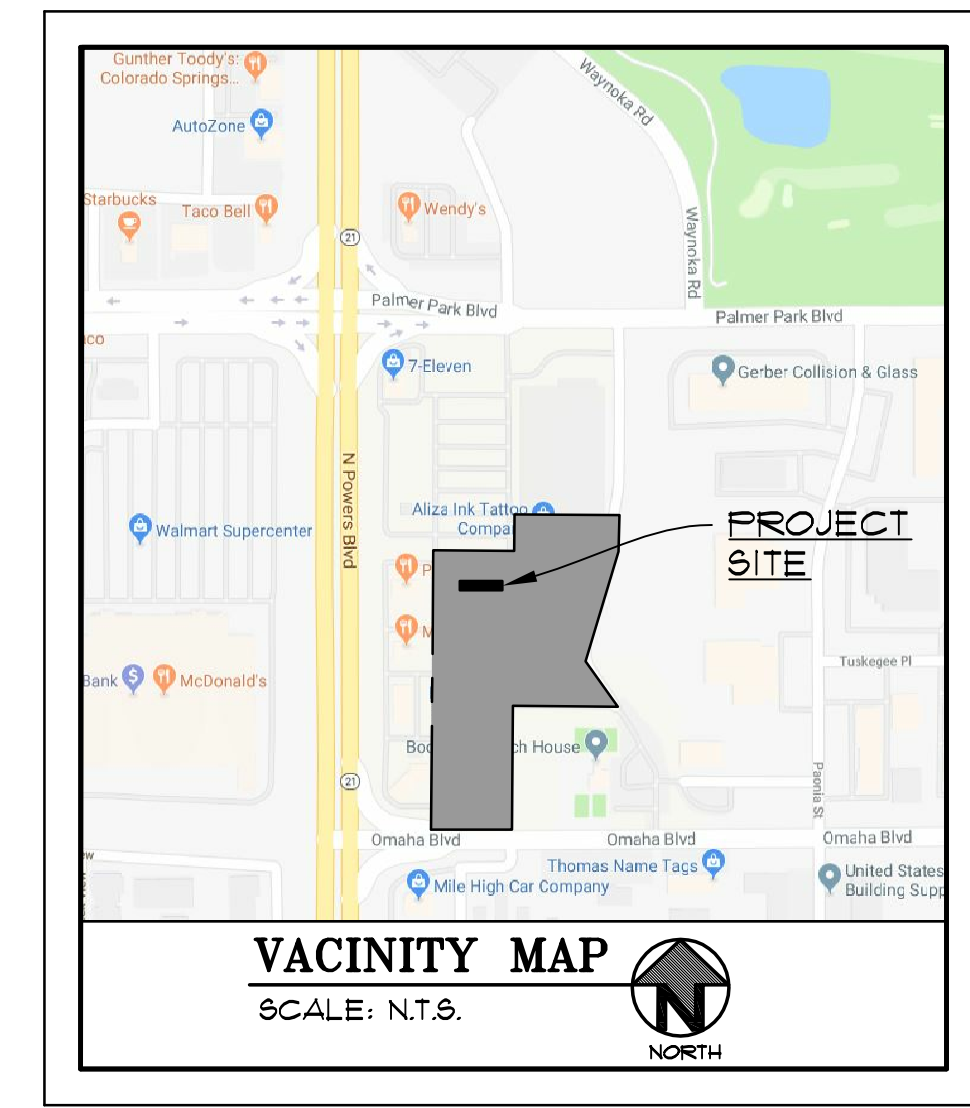 Gunther Toody's:
Colorado Springs...
AutoZone
Waynoka Rd
Starbucks
Taco Bell
Wendy's
Waynoka Rd
21
Palmer Park Blvd
Palmer Park Blvd
aco
7-Eleven
Gerber Collision & Glass
N Powers Blvd
Aliza Ink Tattoo
Compa
PROJECT
SITE
Walmart Supercenter
P
M
Tuskegee Pl
Bank
McDonald's
Boo
ch House
Paonia St
21
Omaha Blvd
Omaha Blvd
Omaha Blvd
Thomas Name Tags
Mile High Car Company
United States
Building Supp
VACINITY MAP
SCALE: N.T.S.
N
NORTH